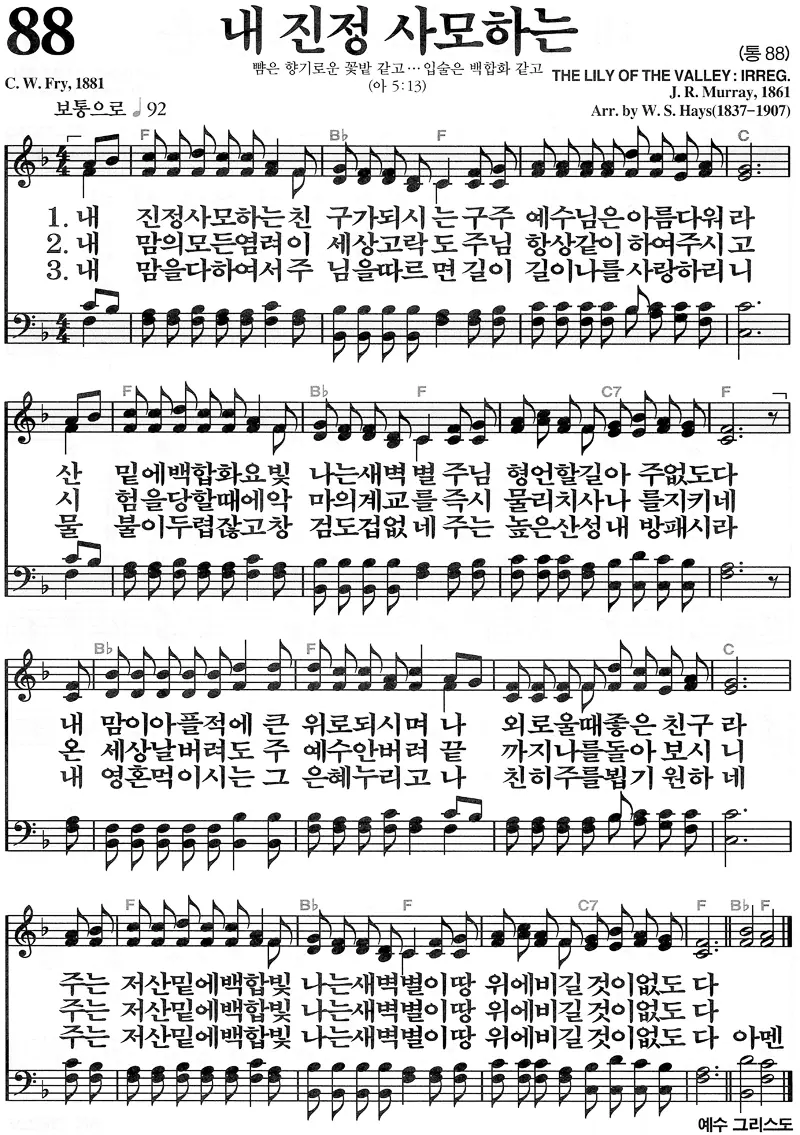 88
내 진정 사모하는
(통 88)
뺨은 향기로운 꽃밭 같고…입술은 백합화 같고
(아 5:13)
C. W. Fry, 1881
THE LILY OF THE VALLEY : IRREG.
J. R. Murray, 1861
Arr. by W. S. Hays(1837-1907)
보통으로 ♩92
4/4
F B♭ F C
1. 내 진정사모하는친 구가되시는구주 예수님은아름다워라
2. 내 맘의모든염려이 세상고락도주님 항상같이하여주시고
3. 내 맘을다하여서주 님을따르면길이 길이나를사랑하리니
4/4
F B♭ F C7 F
산 밑에백합화요빛 나는새벽별주님 형언할길아주없도다
시 험을당할때에악 마의계교를즉시 물리치사나를지키네
물 불이두렵잖고창 검도겁없네주는 높은산성내방패시라
B♭ F C
내 맘이아플적에큰 위로되시며나 외로울때좋은친구라
온 세상날버려도주 예수안버려끝 까지나를돌아보시니
내 영혼먹이시는그 은혜누리고나 친히주를뵙기원하네
F B♭ F C7 F B♭ F
주는 저산밑에백합빛 나는새벽별이땅 위에비길것이없도다
주는 저산밑에백합빛 나는새벽별이땅 위에비길것이없도다
주는 저산밑에백합빛 나는새벽별이땅 위에비길것이없도다 아멘
예수 그리스도